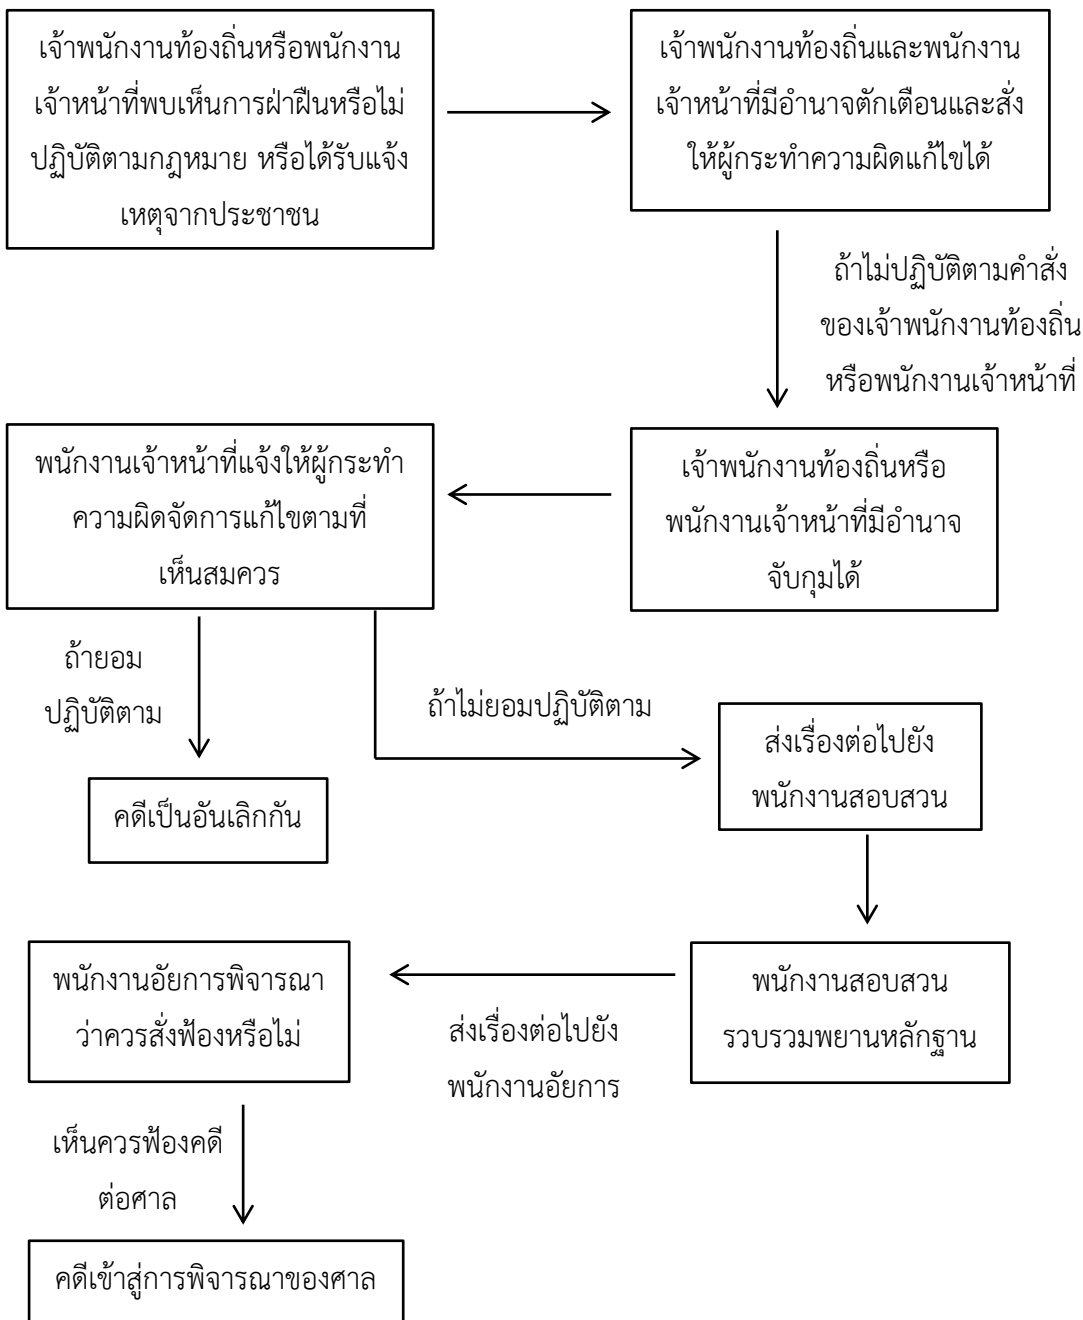 เจ้าพนักงานท้องถิ่นหรือพนักงาน
เจ้าหน้าที่พบเห็นการฝ่าฝืนหรือไม่
ปฏิบัติตามกฎหมาย หรือได้รับแจ้ง
เหตุจากประชาชน
เจ้าพนักงานท้องถิ่นและพนักงาน
เจ้าหน้าที่มีอำนาจตักเตือนและสั่ง
ให้ผู้กระทำความผิดแก้ไขได้
ถ้าไม่ปฏิบัติตามคำสั่ง
ของเจ้าพนักงานท้องถิ่น
หรือพนักงานเจ้าหน้าที่
เจ้าพนักงานท้องถิ่นหรือ
พนักงานเจ้าหน้าที่มีอำนาจ
จับกุมได้
พนักงานเจ้าหน้าที่แจ้งให้ผู้กระทำ
ความผิดจัดการแก้ไขตามที่
เห็นสมควร
ถ้ายอม
ปฏิบัติตาม
คดีเป็นอันเลิกกัน
ถ้าไม่ยอมปฏิบัติตาม
ส่งเรื่องต่อไปยัง
พนักงานสอบสวน
พนักงานสอบสวน
รวบรวมพยานหลักฐาน
ส่งเรื่องต่อไปยัง
พนักงานอัยการ
พนักงานอัยการพิจารณา
ว่าควรสั่งฟ้องหรือไม่
เห็นควรฟ้องคดี
ต่อศาล
คดีเข้าสู่การพิจารณาของศาล